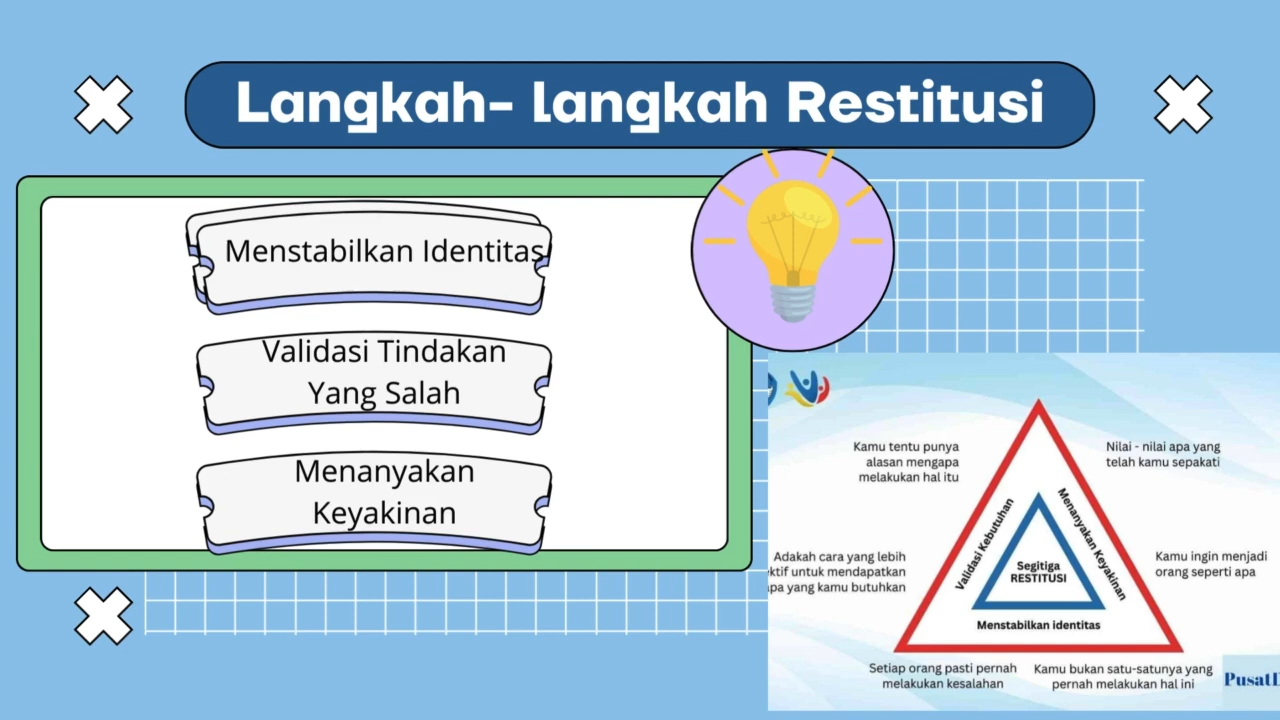 Langkah- langkah Restitusi
Menstabilkan Identitas
Validasi Tindakan
Yang Salah
Menanyakan
Keyakinan
Kamu tentu punya
alasan mengapa
melakukan hal itu
Nilai - nilai apa yang
telah kamu sepakati
Validasi Kebutuhan
Menanyakan Keyakinan
Segitiga
RESTITUSI
Menstabilkan identitas
Adakah cara yang lebih
untuk mendapatkan
yang kamu butuhkan
Kamu ingin menjadi
orang seperti apa
Setiap orang pasti pernah
melakukan kesalahan
Kamu bukan satu-satunya yang
pernah melakukan hal ini